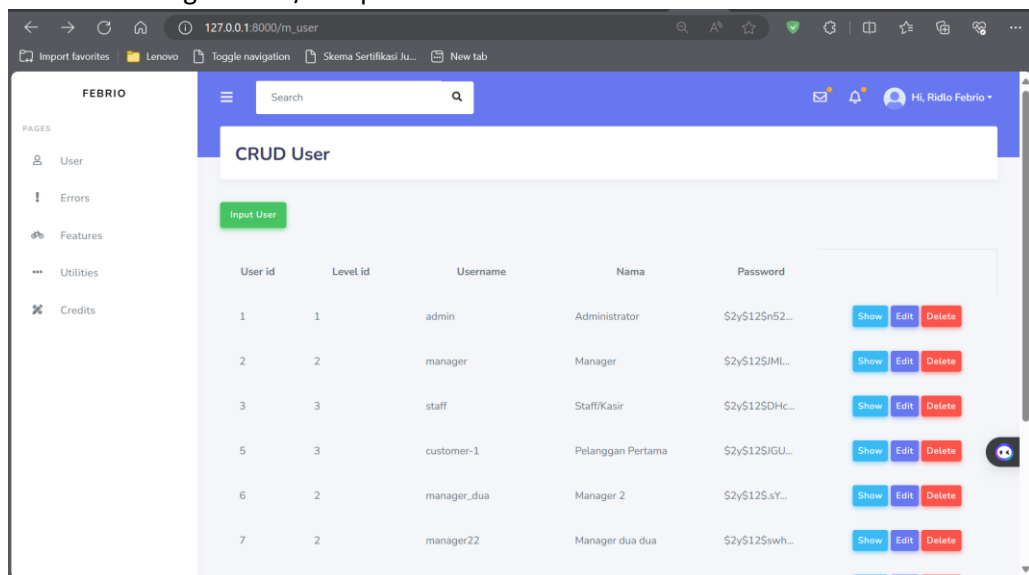 127.0.0.1:8000/m_user
Import favorites Lenovo Toggle navigation Skema Sertifikasi Ju... New tab
FEBRIO
Search
Hi, Ridlo Febrio
PAGES
User
Errors
Features
Utilities
Credits
CRUD User
Input User
User id Level id Username Nama Password
1 1 admin Administrator $2y$12$n52... Show Edit Delete
2 2 manager Manager $2y$12$JML... Show Edit Delete
3 3 staff Staff/Kasir $2y$12$DHc... Show Edit Delete
5 3 customer-1 Pelanggan Pertama $2y$12$JGU... Show Edit Delete
6 2 manager_dua Manager 2 $2y$12$.sY... Show Edit Delete
7 2 manager22 Manager dua dua $2y$12$swh... Show Edit Delete